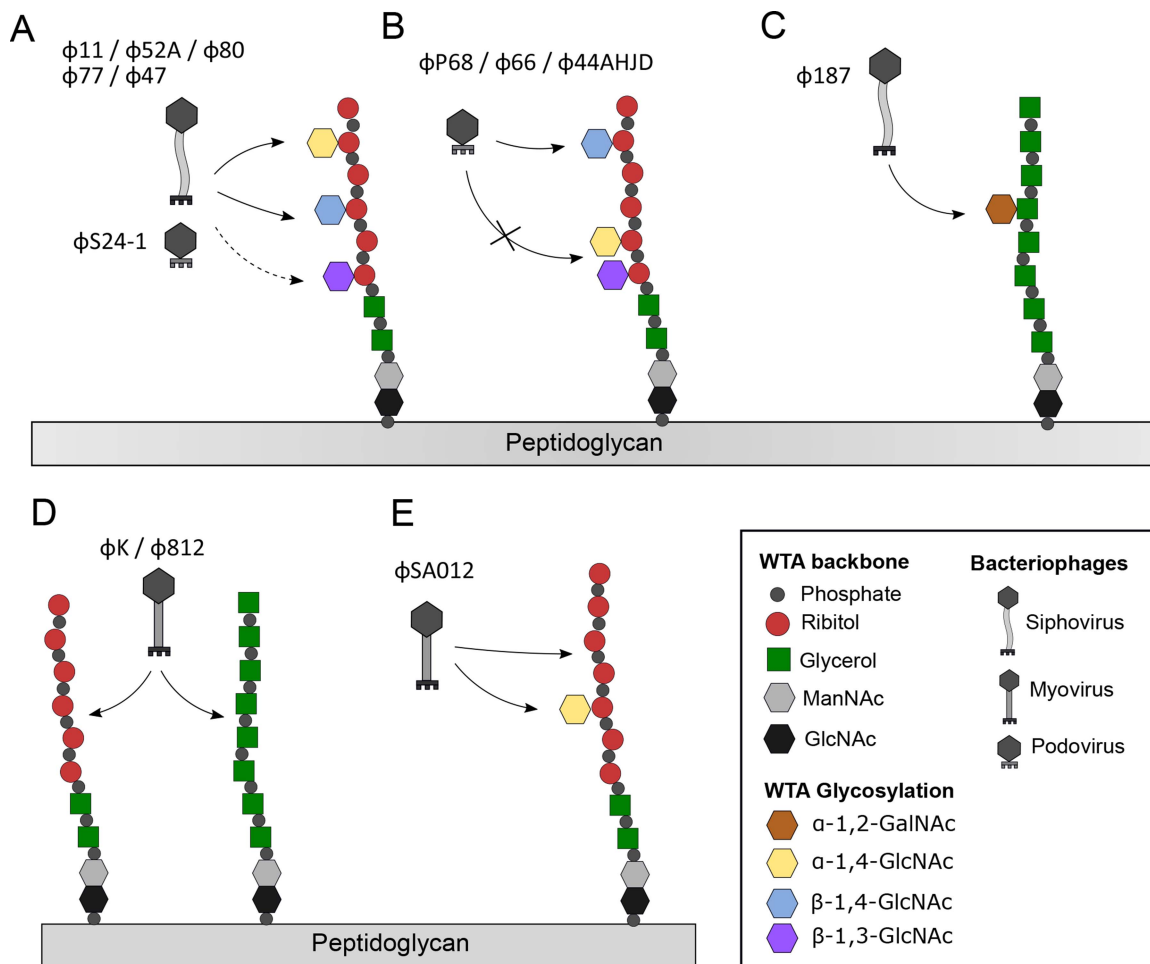 A
ϕ11 / ϕ52A / ϕ80
ϕ77 / ϕ47
ϕS24-1
B
ϕP68 / ϕ66 / ϕ44AHJD
C
ϕ187
Peptidoglycan
D
ϕK / ϕ812
E
ϕSA012
Peptidoglycan
WTA backbone
Phosphate
Ribitol
Glycerol
ManNAc
GlcNAc
WTA Glycosylation
α-1,2-GalNAc
α-1,4-GlcNAc
β-1,4-GlcNAc
β-1,3-GlcNAc
Bacteriophages
Siphovirus
Myovirus
Podovirus